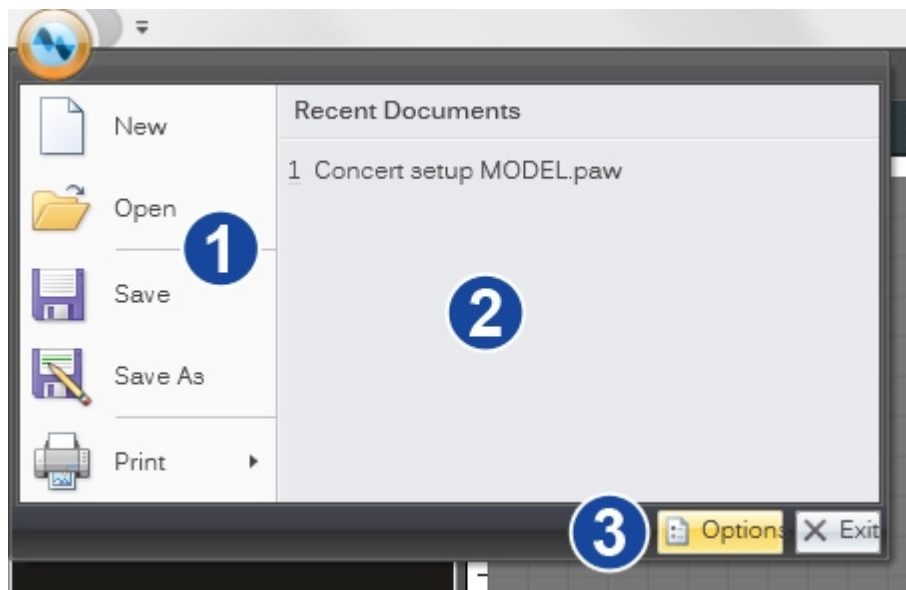 New
Open
Save
Save As
Print
1
Recent Documents
1 Concert setup MODEL.paw
2
3
Options
Exit